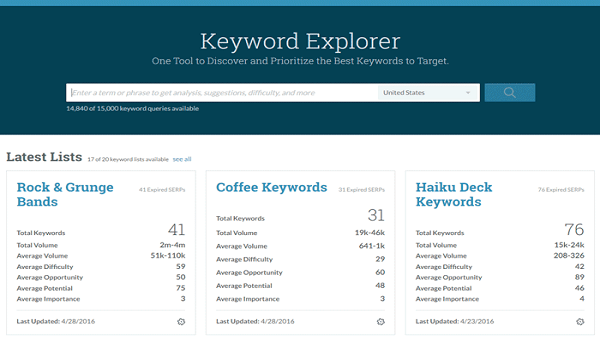 Keyword Explorer
One Tool to Discover and Prioritize the Best Keywords to Target.
Enter a term or phrase to get analysis, suggestions, difficulty, and more
United States
14,840 of 15,000 keyword queries available
Latest Lists 17 of 20 keyword lists available see all
Rock & Grunge Bands 41 Expired SERPs
Total Keywords 41
Total Volume 2m-4m
Average Volume 51k-110k
Average Difficulty 59
Average Opportunity 50
Average Potential 75
Average Importance 3
Last Updated: 4/28/2016
Coffee Keywords 31 Expired SERPs
Total Keywords 31
Total Volume 19k-46k
Average Volume 641-1k
Average Difficulty 29
Average Opportunity 60
Average Potential 48
Average Importance 3
Last Updated: 4/28/2016
Haiku Deck Keywords 76 Expired SERPs
Total Keywords 76
Total Volume 15k-24k
Average Volume 208-326
Average Difficulty 42
Average Opportunity 89
Average Potential 46
Average Importance 4
Last Updated: 4/23/2016